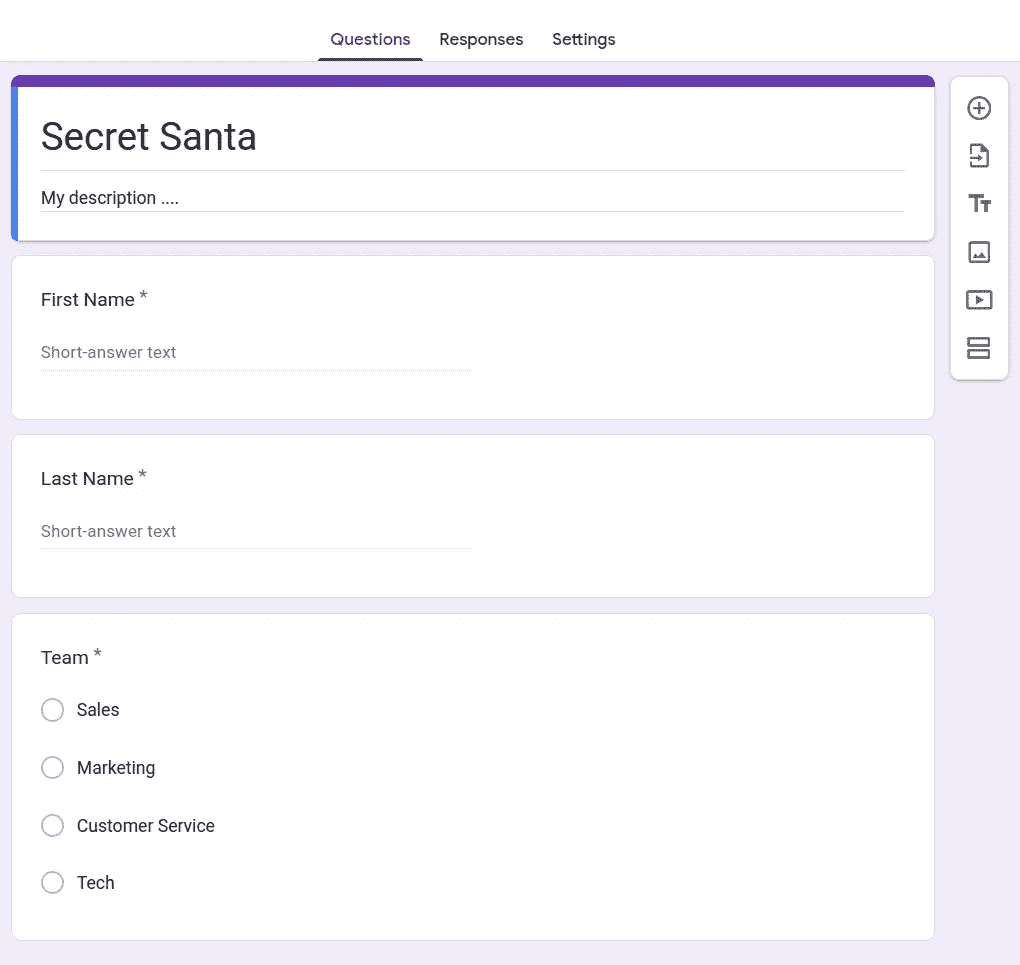 Questions Responses Settings
Secret Santa
My description ....
First Name *
Short-answer text
Last Name *
Short-answer text
Team *
Sales
Marketing
Customer Service
Tech